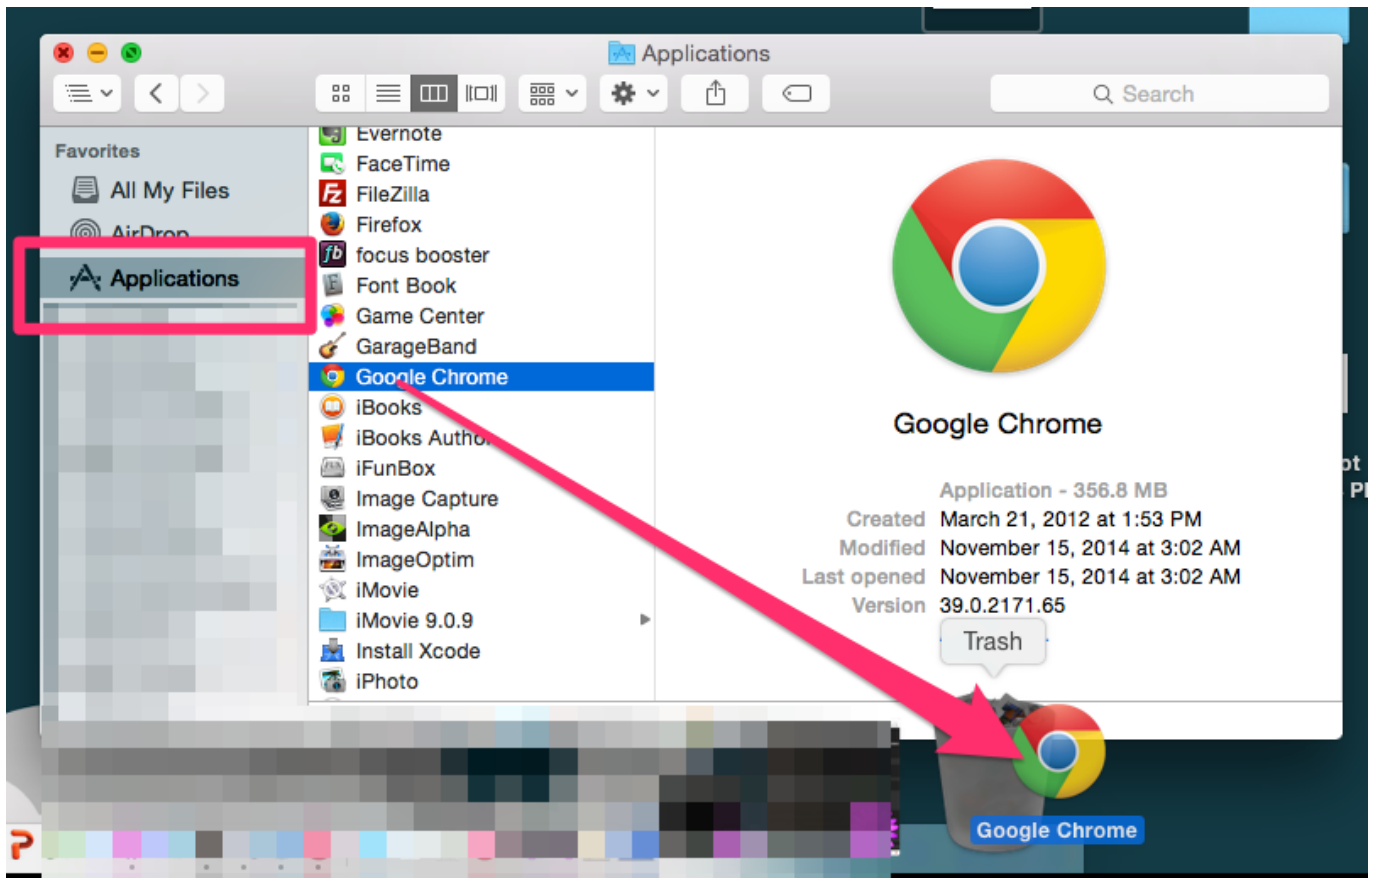 Applications
Search
Favorites
All My Files
AirDrop
Applications
Evernote
FaceTime
FileZilla
Firefox
focus booster
Font Book
Game Center
GarageBand
Google Chrome
iBooks
iBooks Author
iFunBox
Image Capture
ImageAlpha
ImageOptim
iMovie
iMovie 9.0.9
Install Xcode
iPhoto
Google Chrome
Application - 356.8 MB
Created March 21, 2012 at 1:53 PM
Modified November 15, 2014 at 3:02 AM
Last opened November 15, 2014 at 3:02 AM
Version 39.0.2171.65
Trash
Google Chrome